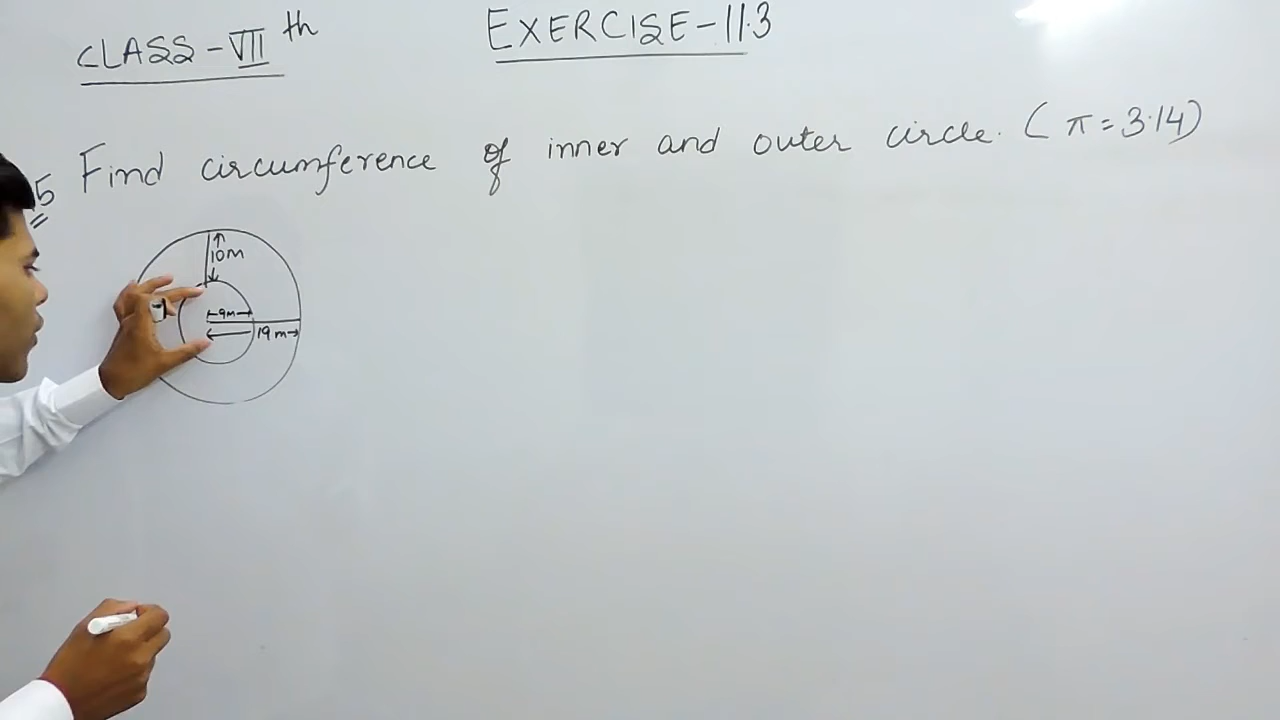 CLASS-VII th
EXERCISE-11.3
5 Find circumference of inner and outer circle. (π=3.14)
10m
9m
19m